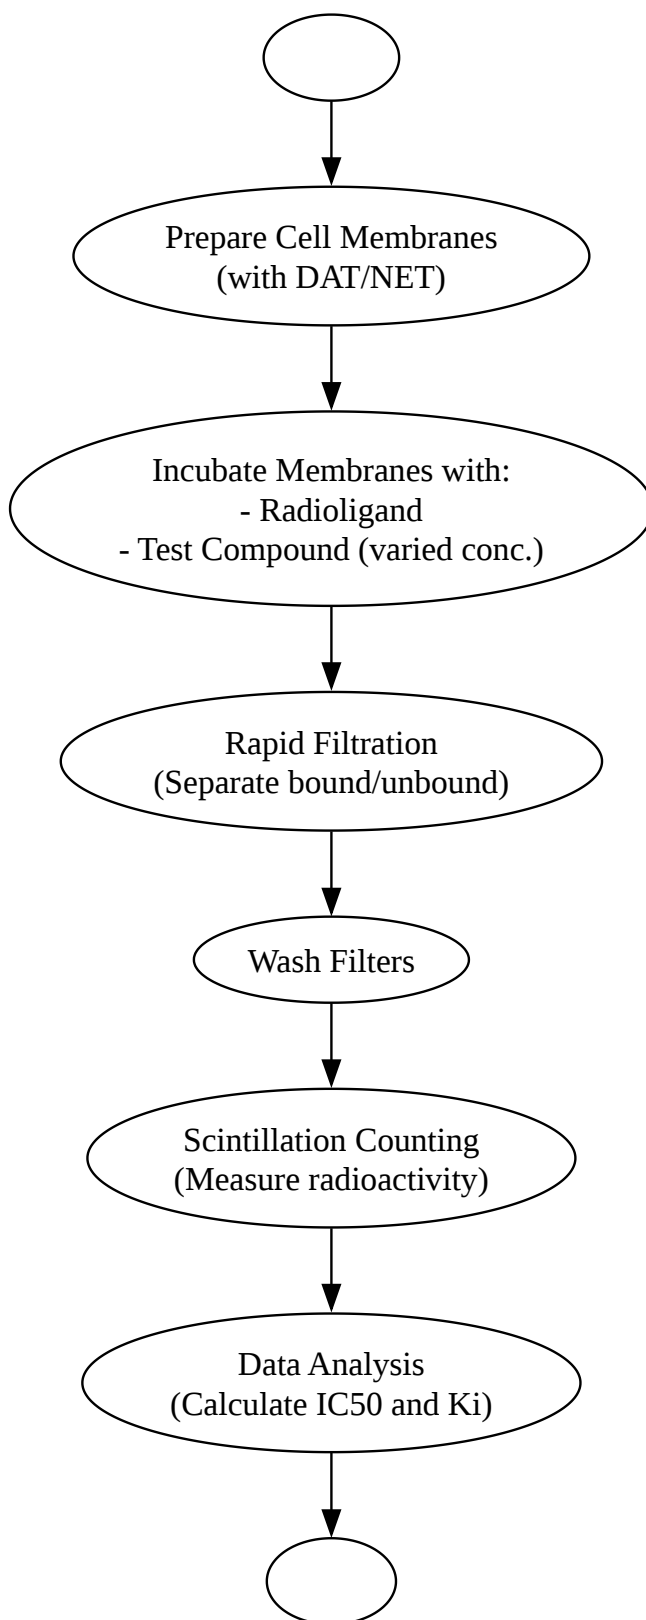 Prepare Cell Membranes
(with DAT/NET)
Incubate Membranes with:
- Radioligand
- Test Compound (varied conc.)
Rapid Filtration
(Separate bound/unbound)
Wash Filters
Scintillation Counting
(Measure radioactivity)
Data Analysis
(Calculate IC50 and Ki)